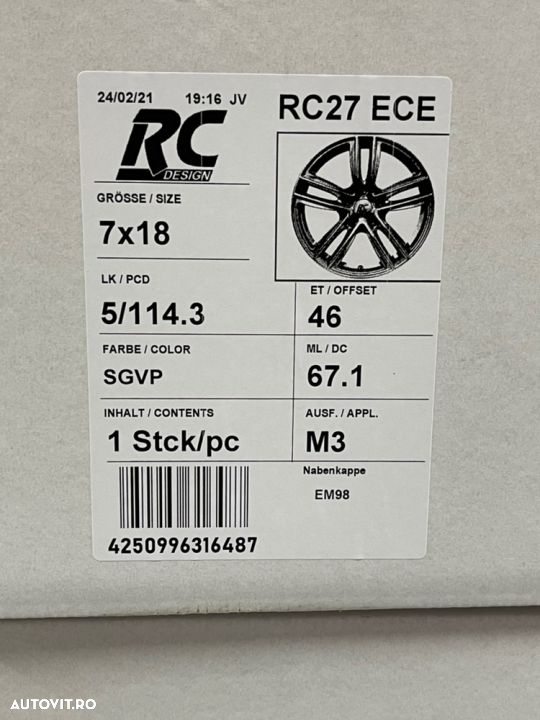 24/02/21 19:16 JV
RC
DESIGN
RC27 ECE
GRÖSSE / SIZE
7x18
LK / PCD
5/114.3
ET / OFFSET
46
FARBE / COLOR
SGVP
ML / DC
67.1
INHALT / CONTENTS
1 Stck/pc
AUSF. / APPL.
M3
Nabenkappe
EM98
4250996316487
AUTOVIT.RO